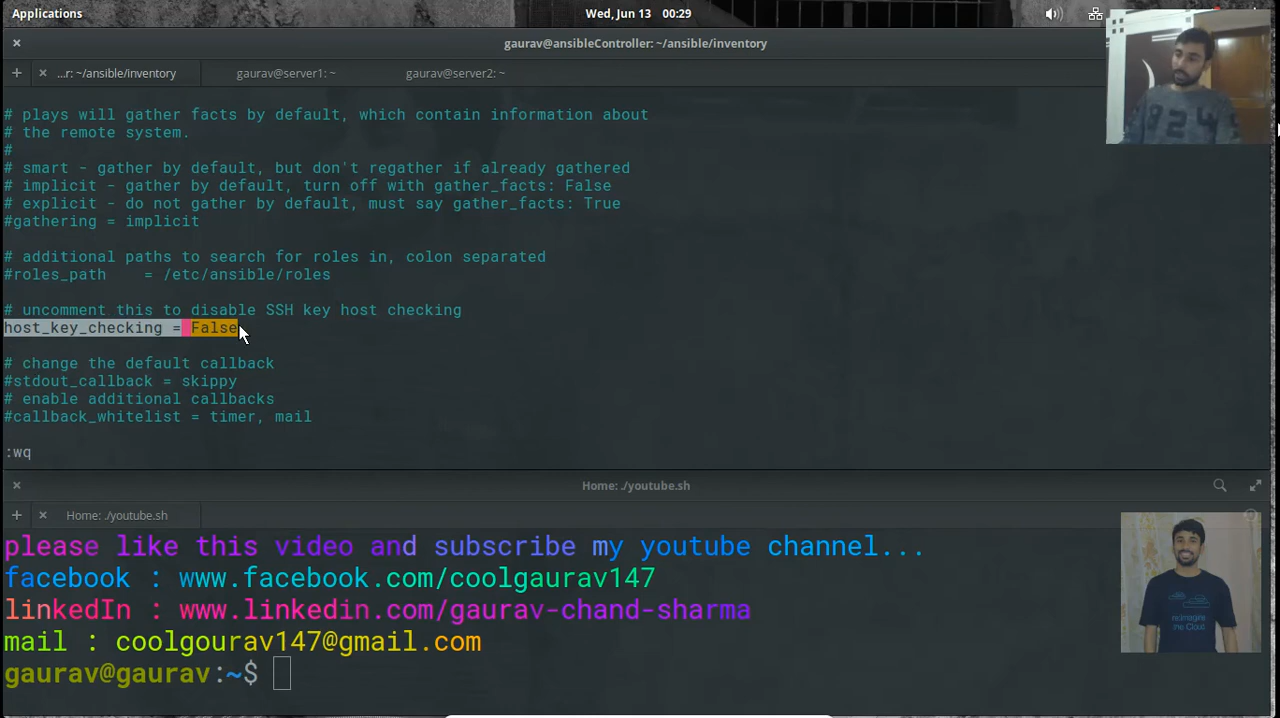 Applications
Wed, Jun 13 00:29
gaurav@ansibleController: ~/ansible/inventory
...r: ~/ansible/inventory
gaurav@server1: ~
gaurav@server2: ~
# plays will gather facts by default, which contain information about
# the remote system.
#
# smart - gather by default, but don't regather if already gathered
# implicit - gather by default, turn off with gather_facts: False
# explicit - do not gather by default, must say gather_facts: True
#gathering = implicit
# additional paths to search for roles in, colon separated
#roles_path    = /etc/ansible/roles
# uncomment this to disable SSH key host checking
host_key_checking = False
# change the default callback
#stdout_callback = skippy
# enable additional callbacks
#callback_whitelist = timer, mail
:wq
Home: ./youtube.sh
Home: ./youtube.sh
please like this video and subscribe my youtube channel...
facebook : www.facebook.com/coolgaurav147
linkedIn : www.linkedin.com/gaurav-chand-sharma
mail : coolgourav147@gmail.com
gaurav@gaurav:~$
reimagine
the Cloud